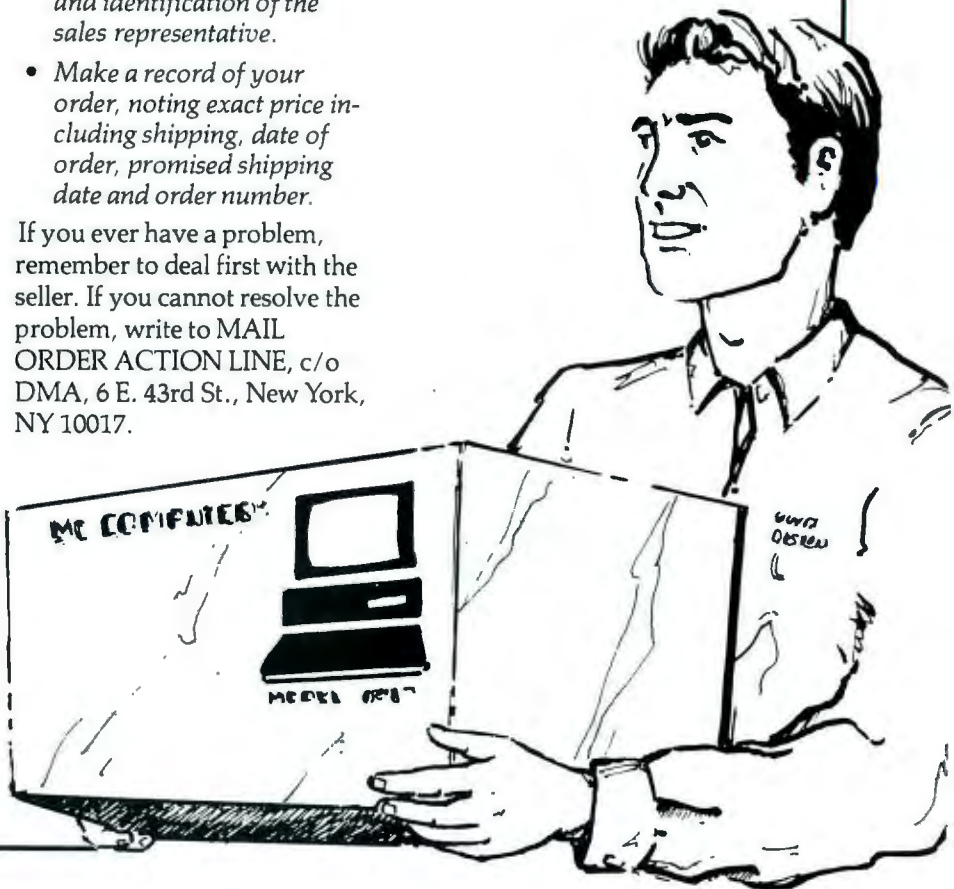 and identification of the
sales representative.
• Make a record of your
order, noting exact price in-
cluding shipping, date of
order, promised shipping
date and order number.
If you ever have a problem,
remember to deal first with the
seller. If you cannot resolve the
problem, write to MAIL
ORDER ACTION LINE, c/o
DMA, 6 E. 43rd St., New York,
NY 10017.